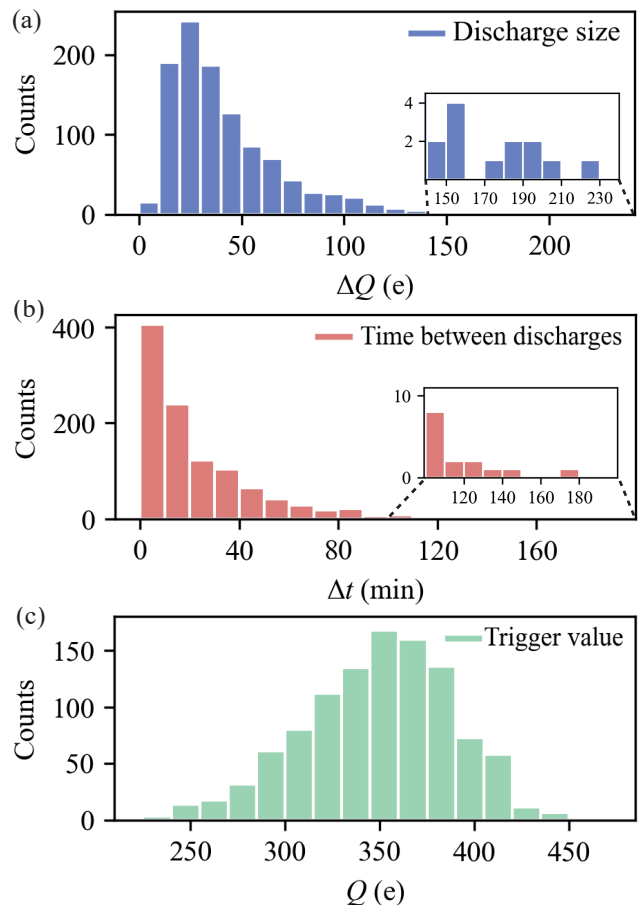 (a)
Discharge size
Counts
200
100
0
4
2
150 170 190 210 230
0 50 100 150 200
ΔQ (e)
(b)
Time between discharges
Counts
400
200
0
10
0
120 140 160 180
0 40 80 120 160
Δt (min)
(c)
Trigger value
Counts
150
100
50
0
250 300 350 400 450
Q (e)